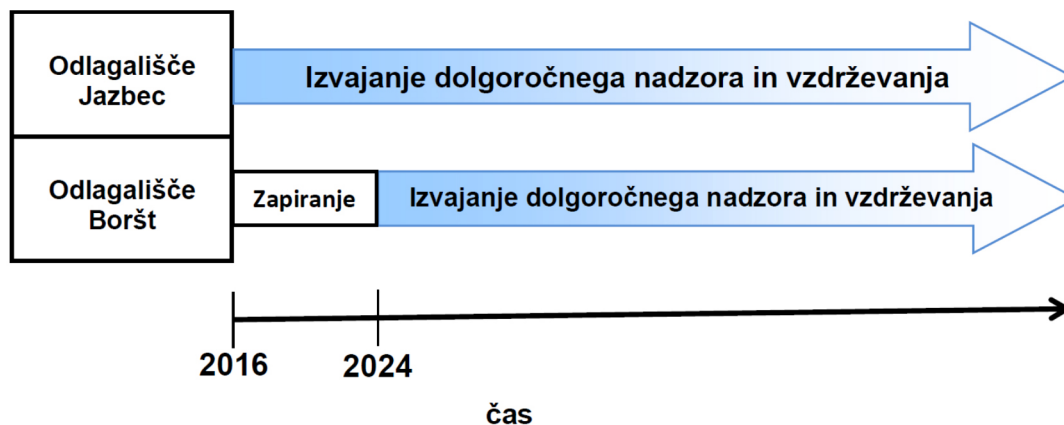 Odlagališče
Jazbec
Izvajanje dolgoročnega nadzora in vzdrževanja
Odlagališče
Boršt
Zapiranje
Izvajanje dolgoročnega nadzora in vzdrževanja
2016
2024
čas